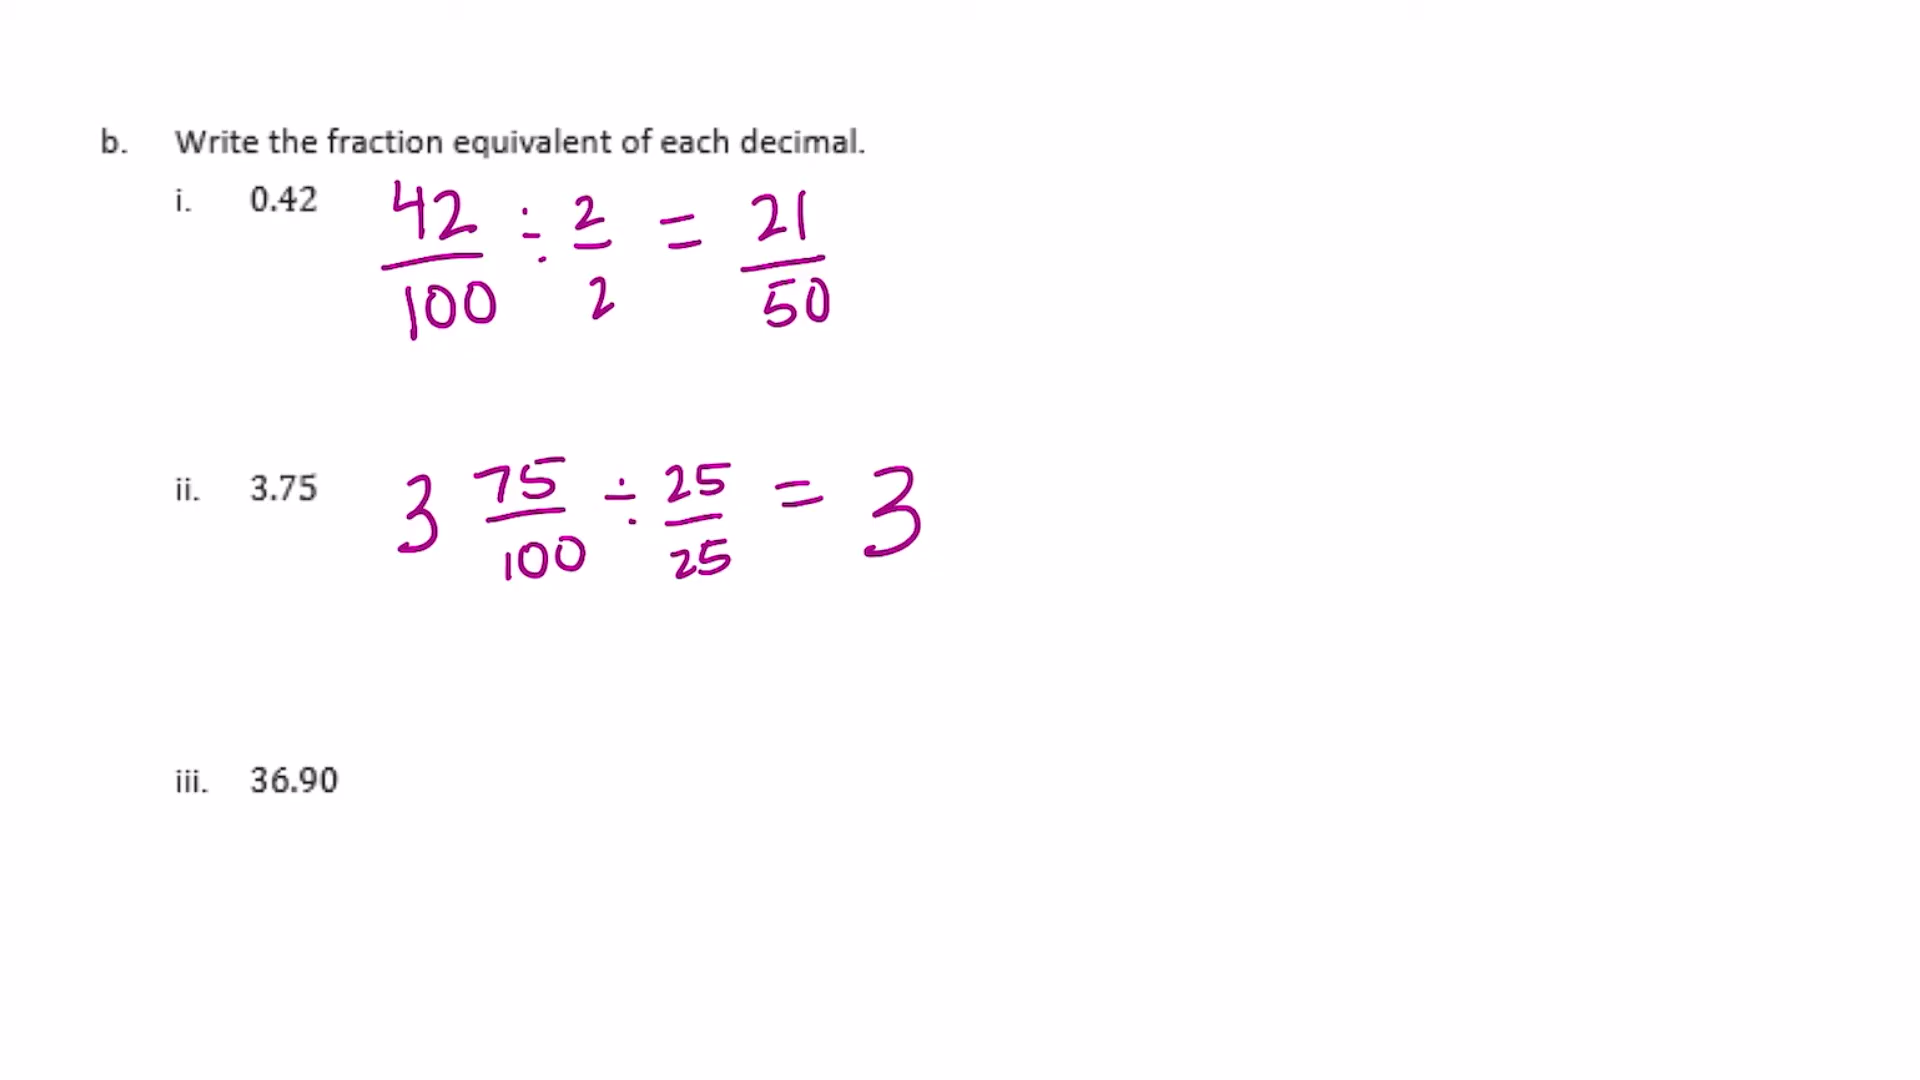 b. Write the fraction equivalent of each decimal.
i. 0.42 42/100 ÷ 2/2 = 21/50
ii. 3.75 3 75/100 ÷ 25/25 = 3
iii. 36.90